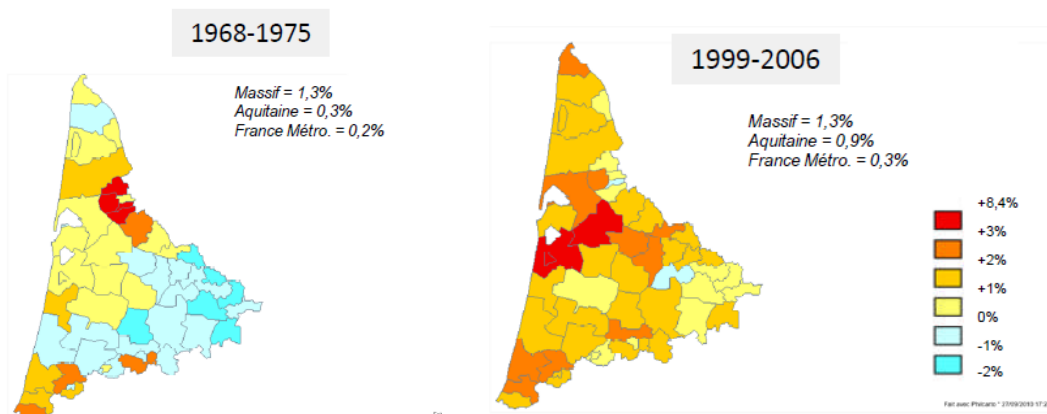 1968-1975
Massif = 1,3%
Aquitaine = 0,3%
France Métro. = 0,2%
1999-2006
Massif = 1,3%
Aquitaine = 0,9%
France Métro. = 0,3%
+8,4%
+3%
+2%
+1%
0%
-1%
-2%